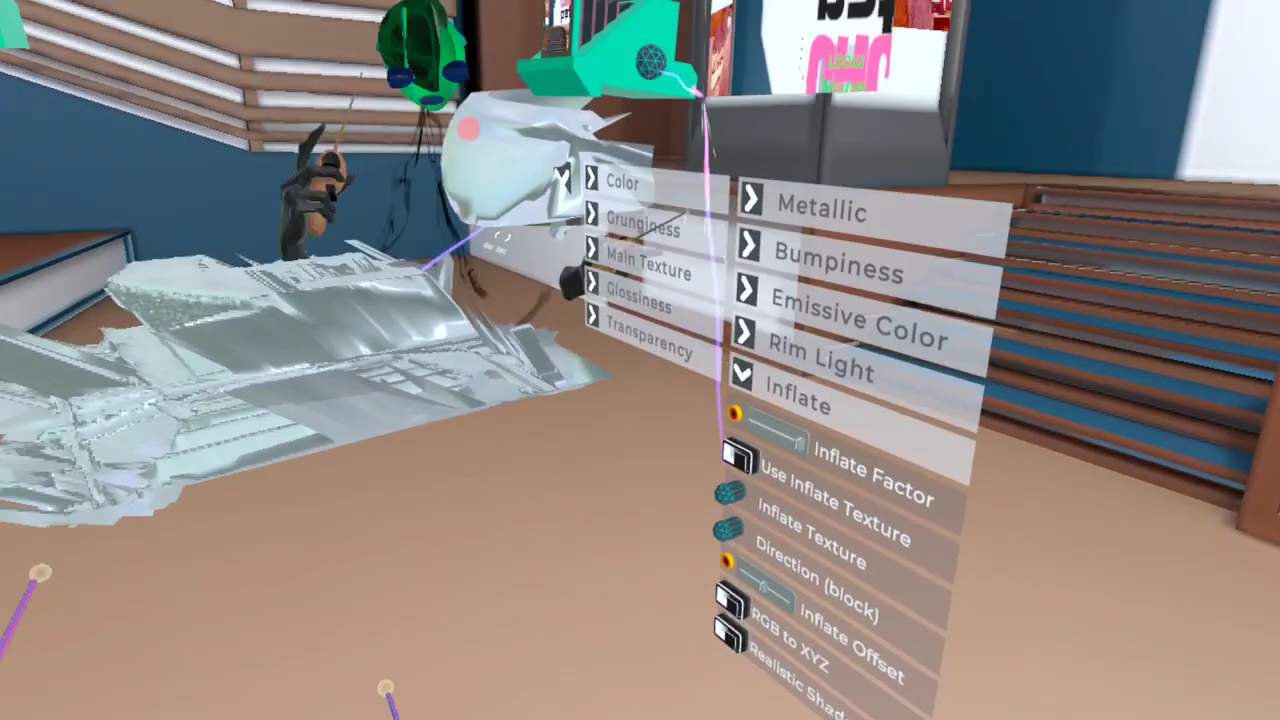 Color
Grunginess
Main Texture
Glossiness
Transparency
Metallic
Bumpiness
Emissive Color
Rim Light
Inflate
Inflate Factor
Use Inflate Texture
Inflate Texture
Direction (block)
Inflate Offset
RGB to XYZ
Realistic